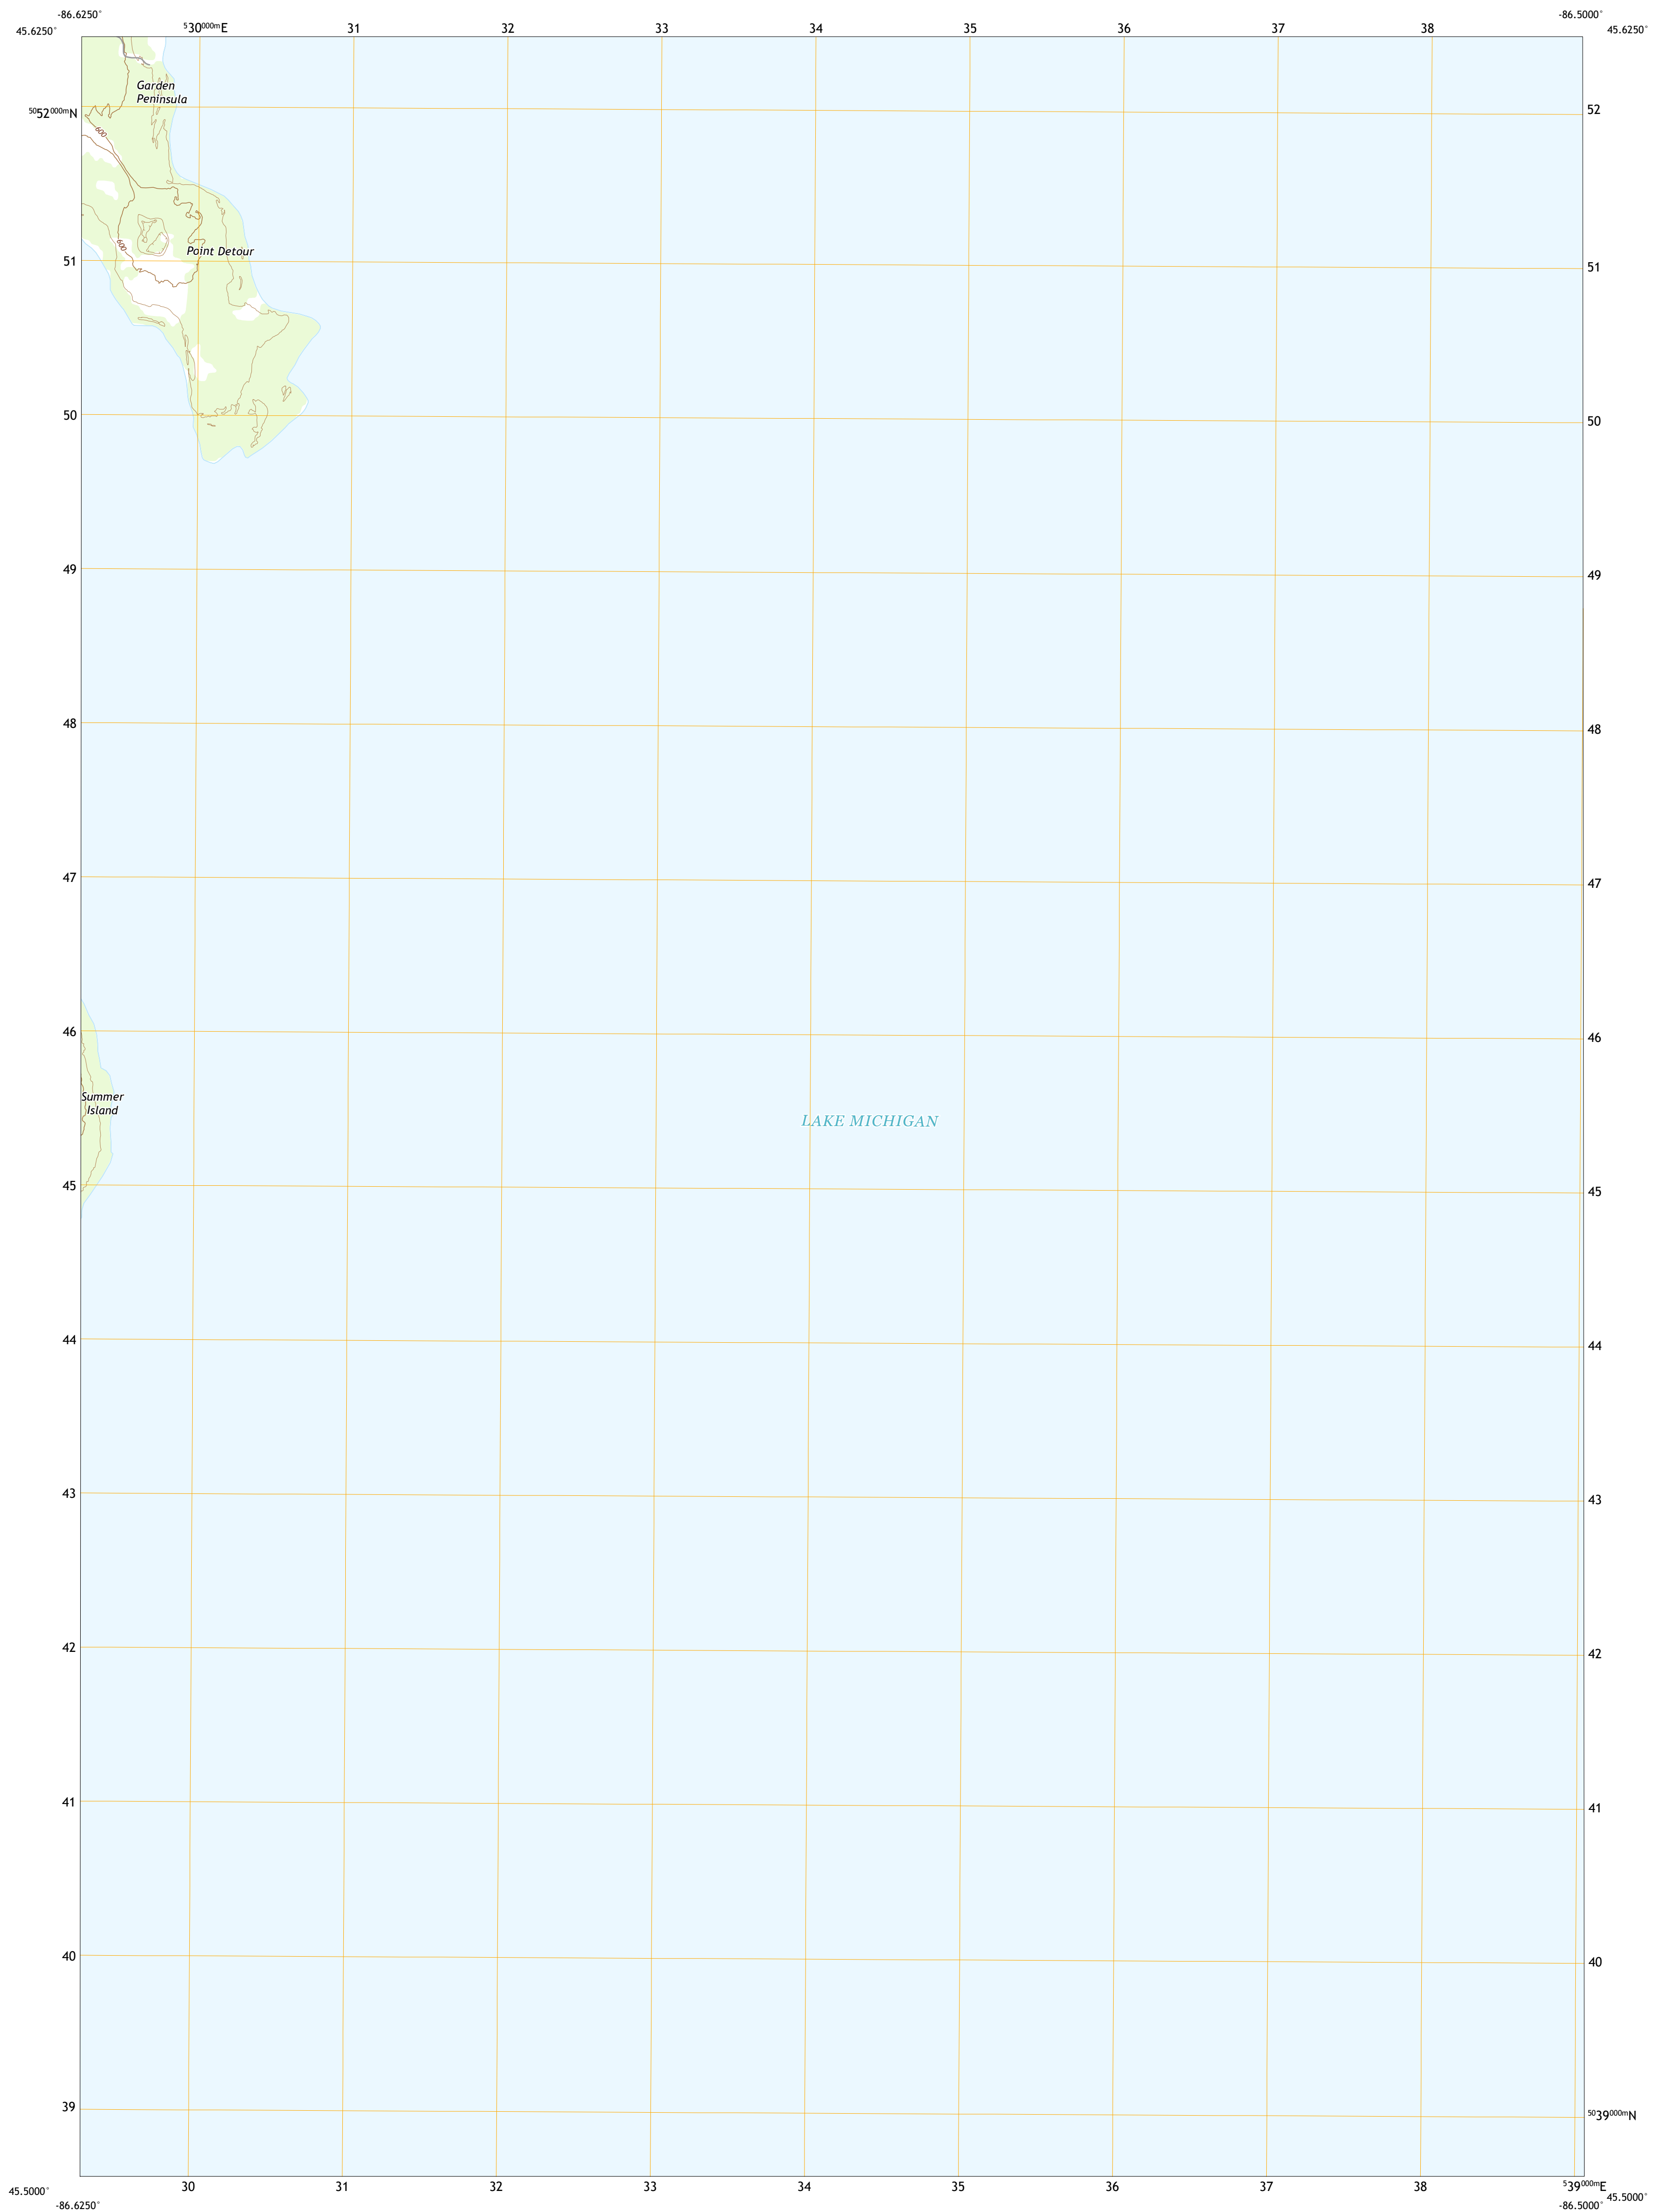 -86.6250° -86.5000°
45.6250° 530000mE 31 32 33 34 35 36 37 38 45.6250°
Garden
Peninsula
5052000mN 52
600
600
Point Detour
51 51
50 50
49 49
48 48
47 47
46 46
Summer
Island
LAKE MICHIGAN
45 45
44 44
43 43
42 42
41 41
40 40
39 5039000mN
45.5000° 30 31 32 33 34 35 36 37 38 539000mE 45.5000°
-86.6250° -86.5000°